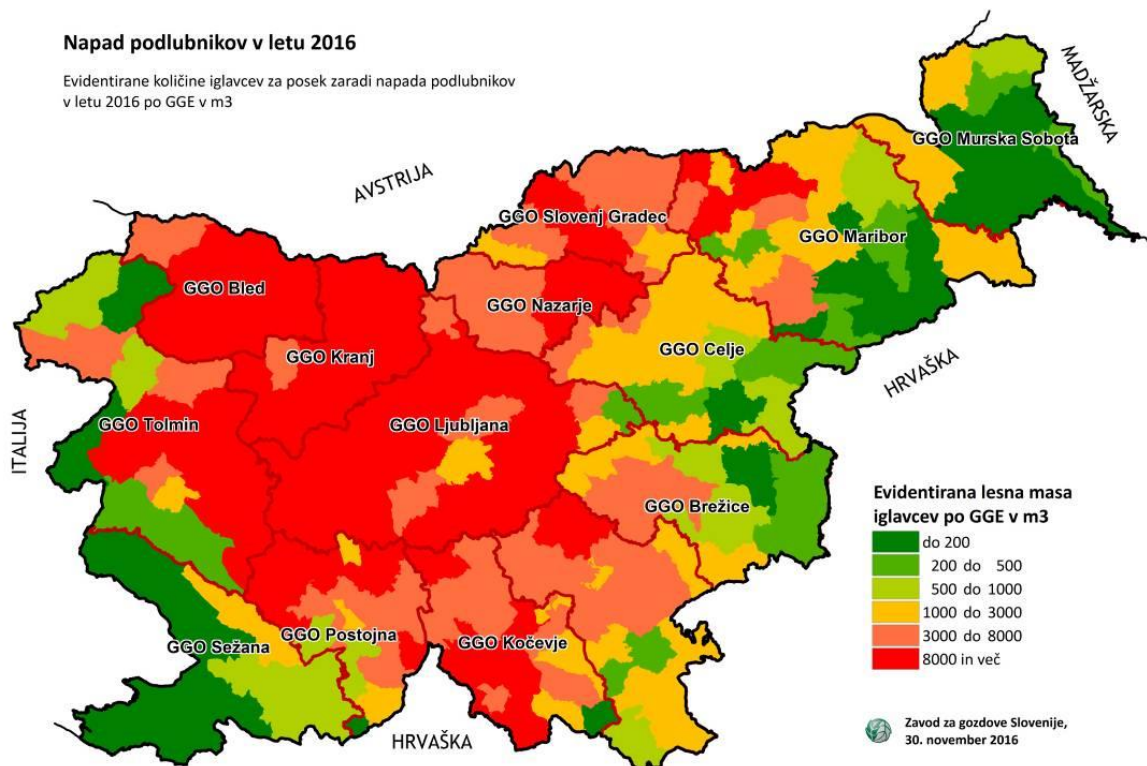 Napad podlubnikov v letu 2016
Evidentirane količine iglavcev za posek zaradi napada podlubnikov
v letu 2016 po GGE v m3
MADŽARSKA
GGO Murska Sobota
AVSTRIJA
GGO Slovenj Gradec
GGO Maribor
GGO Bled
GGO Nazarje
GGO Kranj
GGO Celje
HRVAŠKA
ITALIJA
GGO Tolmin
GGO Ljubljana
GGO Brežice
GGO Sežana
GGO Postojna
GGO Kočevje
HRVAŠKA
Evidentirana lesna masa
iglavcev po GGE v m3
do 200
200 do 500
500 do 1000
1000 do 3000
3000 do 8000
8000 in več
Zavod za gozdove Slovenije,
30. november 2016